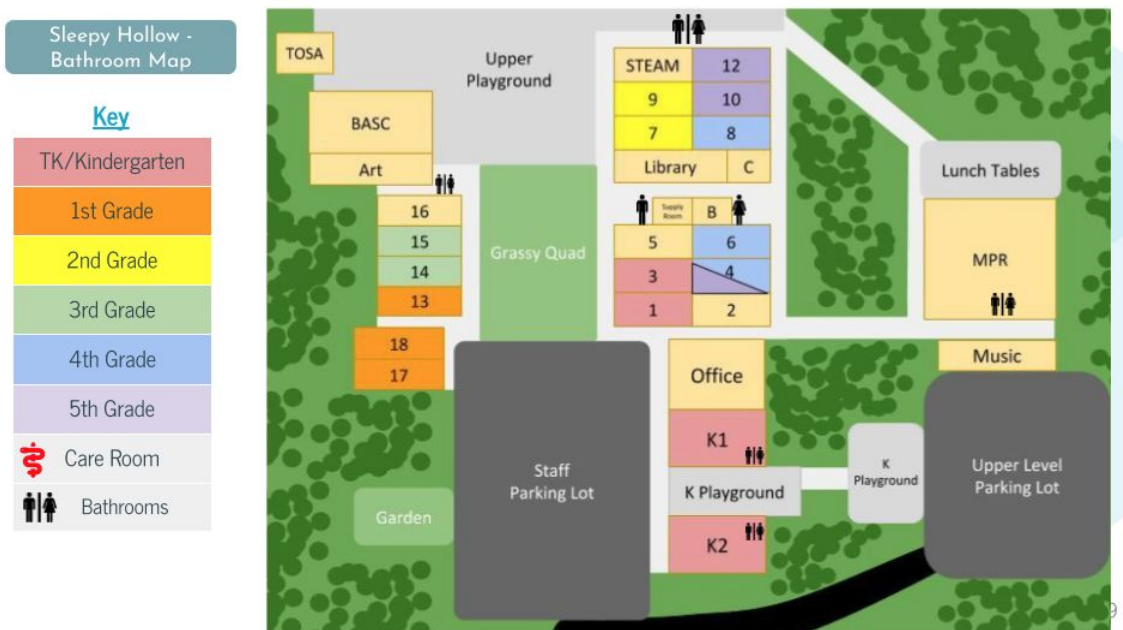 Sleepy Hollow -
Bathroom Map
Key
TK/Kindergarten
1st Grade
2nd Grade
3rd Grade
4th Grade
5th Grade
Care Room
Bathrooms
TOSA
Upper
Playground
BASC
Art
STEAM
12
9
10
7
8
Library
C
Lunch Tables
16
15
14
13
Grassy Quad
Supply
Room
B
5
6
3
4
1
2
MPR
18
17
Office
Music
K1
K Playground
K2
K
Playground
Staff
Parking Lot
Upper Level
Parking Lot
Garden
9